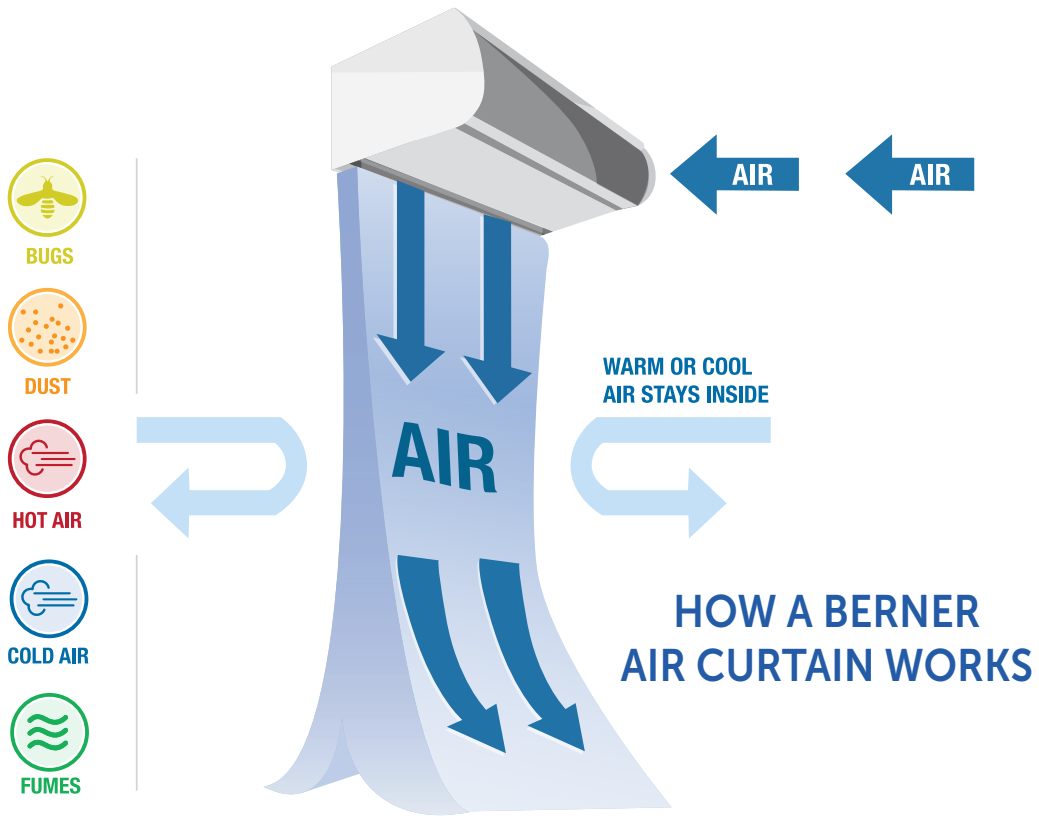 AIR
AIR
BUGS
DUST
HOT AIR
COLD AIR
FUMES
AIR
WARM OR COOL
AIR STAYS INSIDE
HOW A BERNER
AIR CURTAIN WORKS